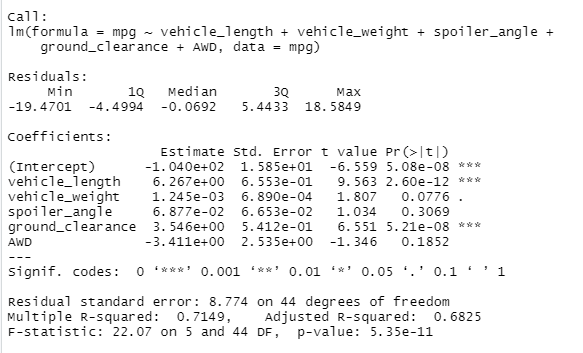 Call:
lm(formula = mpg ~ vehicle_length + vehicle_weight + spoiler_angle +
    ground_clearance + AWD, data = mpg)
Residuals:
     Min       1Q   Median       3Q      Max
-19.4701  -4.4994  -0.0692   5.4433  18.5849
Coefficients:
                   Estimate Std. Error t value Pr(>|t|)
(Intercept)      -1.040e+02  1.585e+01  -6.559 5.08e-08 ***
vehicle_length    6.267e+00  6.553e-01   9.563 2.60e-12 ***
vehicle_weight    1.245e-03  6.890e-04   1.807   0.0776 .
spoiler_angle     6.877e-02  6.653e-02   1.034   0.3069
ground_clearance  3.546e+00  5.412e-01   6.551 5.21e-08 ***
AWD              -3.411e+00  2.535e+00  -1.346   0.1852
---
Signif. codes:  0 ‘***’ 0.001 ‘**’ 0.01 ‘*’ 0.05 ‘.’ 0.1 ‘ ’ 1
Residual standard error: 8.774 on 44 degrees of freedom
Multiple R-squared:  0.7149,	Adjusted R-squared:  0.6825
F-statistic: 22.07 on 5 and 44 DF,  p-value: 5.35e-11